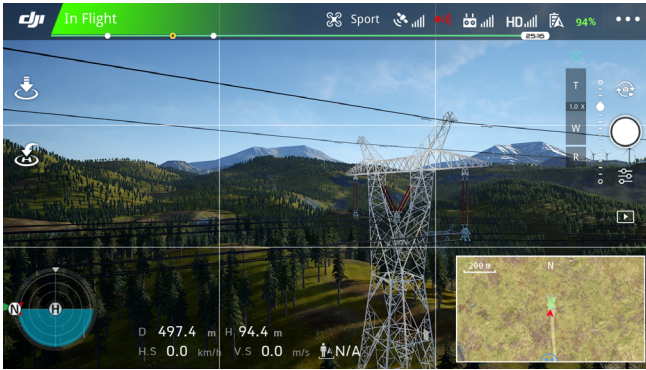 dji In Flight Sport HD 94%
25:16
T
1.0 X
W
R
200 m N
N H
D 497.4 m H 94.4 m
H.S 0.0 km/h V.S 0.0 m/s N/A